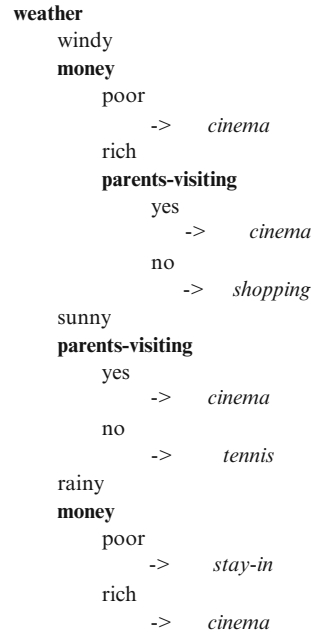 weather
windy
money
poor
-> cinema
rich
parents-visiting
yes
-> cinema
no
-> shopping
sunny
parents-visiting
yes
-> cinema
no
-> tennis
rainy
money
poor
-> stay-in
rich
-> cinema